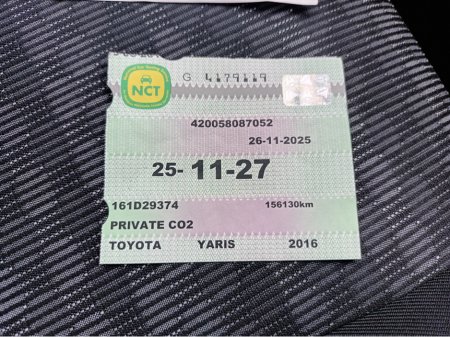 G 4179119
NCT
420058087052
26-11-2025
25- 11-27
161D29374 156130km
PRIVATE CO2
TOYOTA YARIS 2016